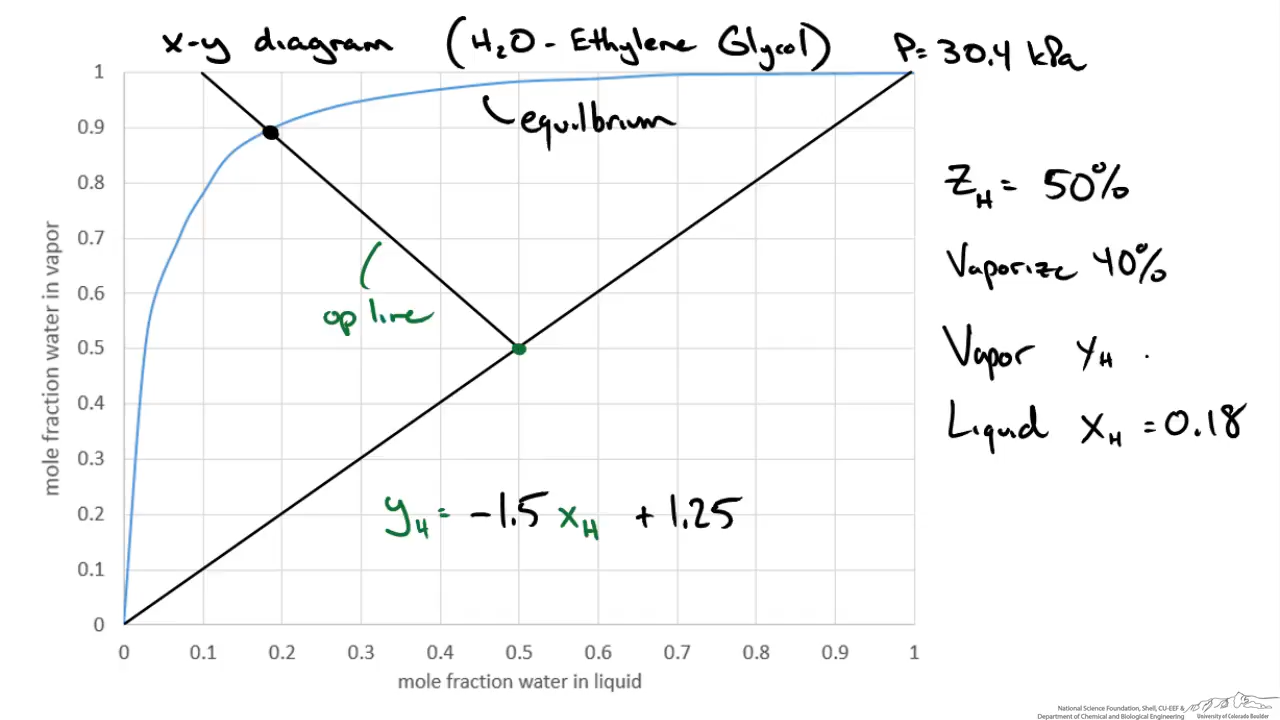 x-y diagram (H₂O - Ethylene Glycol) P= 30.4 kPa
1
0.9
0.8
0.7
0.6
0.5
0.4
0.3
0.2
0.1
0
mole fraction water in vapor
equilbrium
op line
y_H = -1.5 x_H + 1.25
0 0.1 0.2 0.3 0.4 0.5 0.6 0.7 0.8 0.9 1
mole fraction water in liquid
Z_H = 50%
Vaporize 40%
Vapor y_H
Liquid x_H = 0.18
National Science Foundation, Shell, CU-EEF &
Department of Chemical and Biological Engineering
University of Colorado Boulder